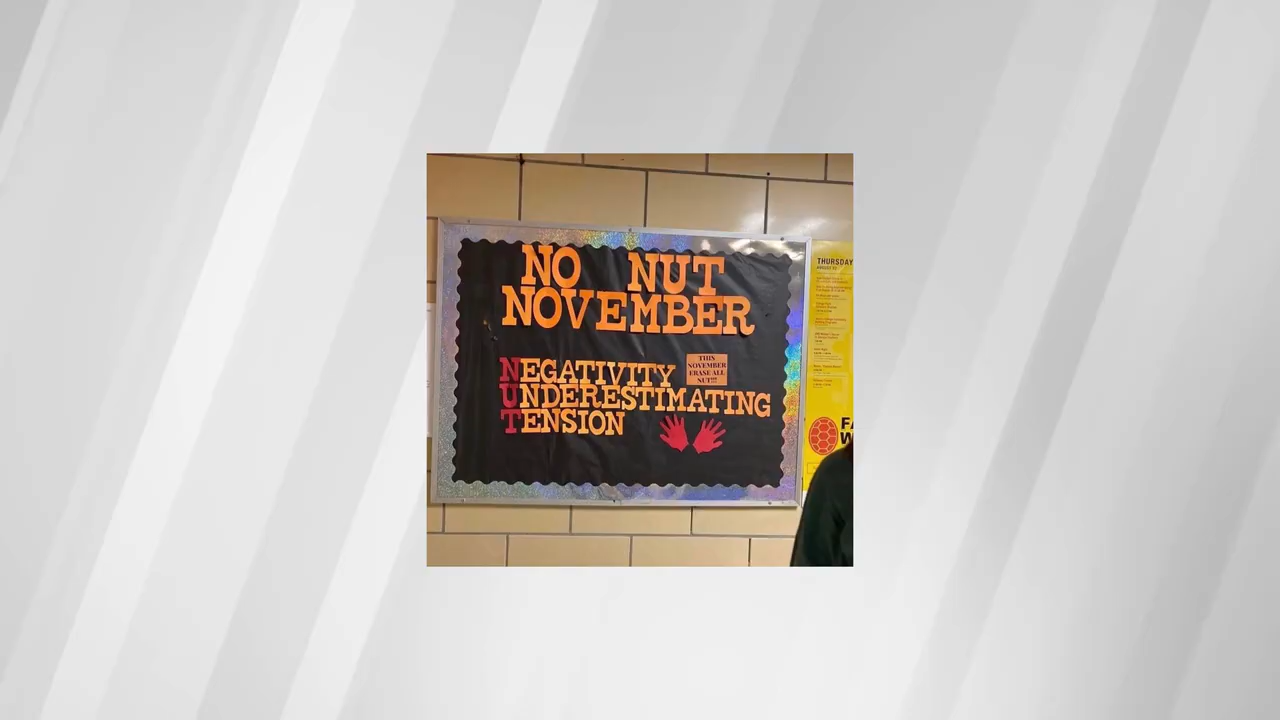 NO NUT
NOVEMBER
NEGATIVITY
UNDERESTIMATING
TENSION
THIS
NOVEMBER
ERASE ALL
NUT!!!
THURSDAY